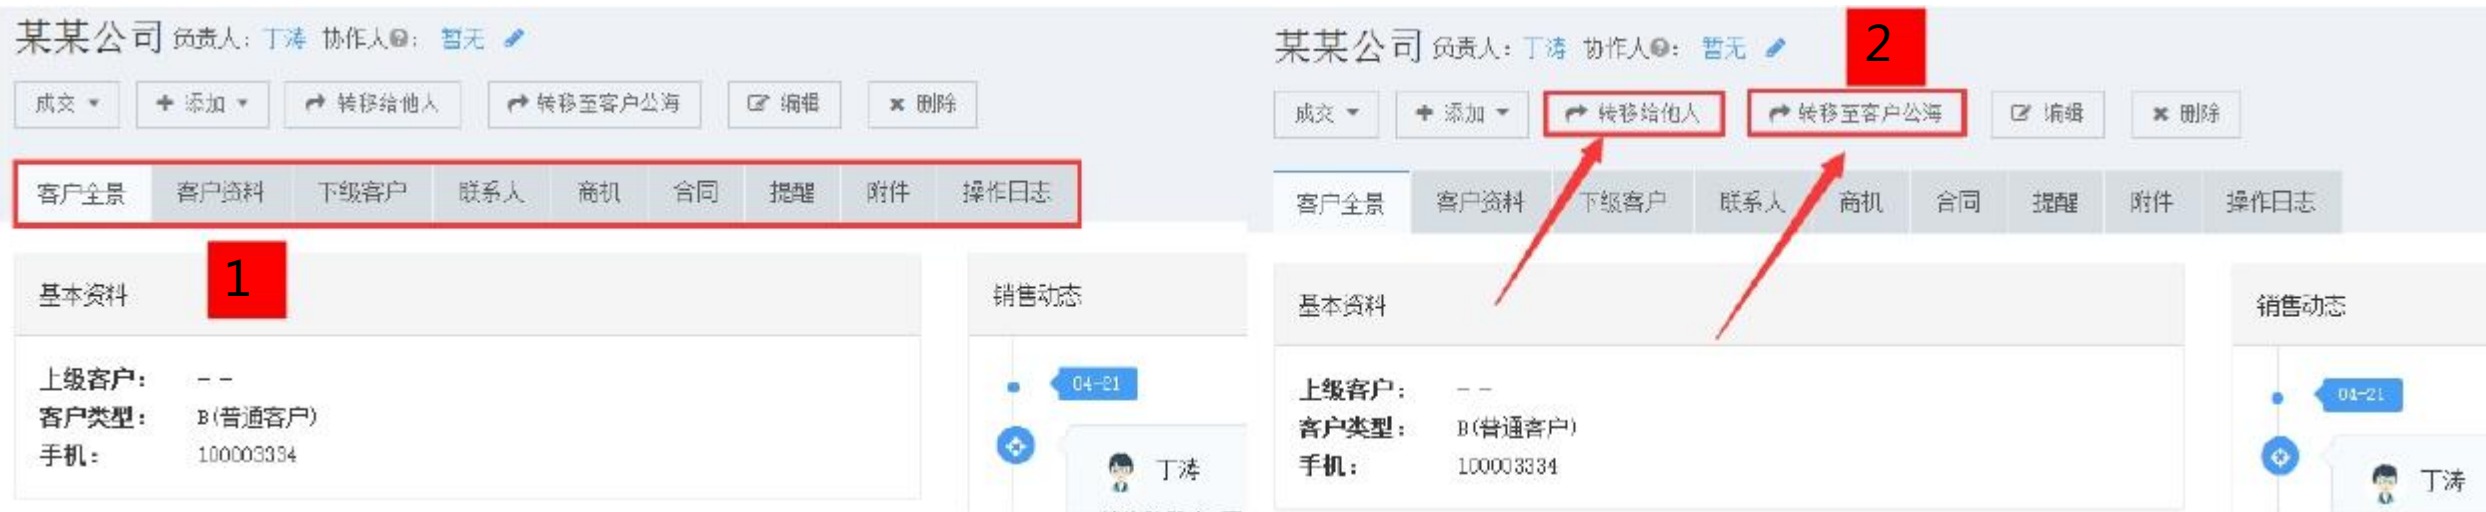 某某公司 负责人：丁涛 协作人?： 暂无
成交 添加 转移给他人 转移至客户公海 编辑 删除
客户全景 客户资料 下级客户 联系人 商机 合同 提醒 附件 操作日志
1
基本资料
上级客户： --
客户类型： B(普通客户)
手机： 100003334
销售动态
04-21
丁涛
某某公司 负责人：丁涛 协作人?： 暂无
2
成交 添加 转移给他人 转移至客户公海 编辑 删除
客户全景 客户资料 下级客户 联系人 商机 合同 提醒 附件 操作日志
基本资料
上级客户： --
客户类型： B(普通客户)
手机： 100003334
销售动态
04-21
丁涛